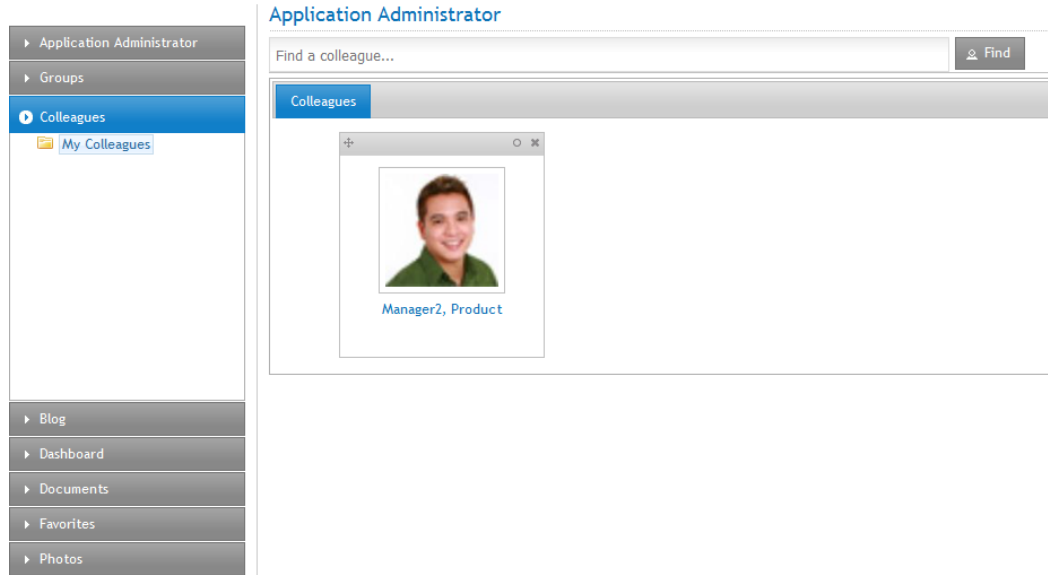 Application Administrator
Application Administrator
Groups
Colleagues
My Colleagues
Find a colleague...
Find
Colleagues
Manager2, Product
Blog
Dashboard
Documents
Favorites
Photos